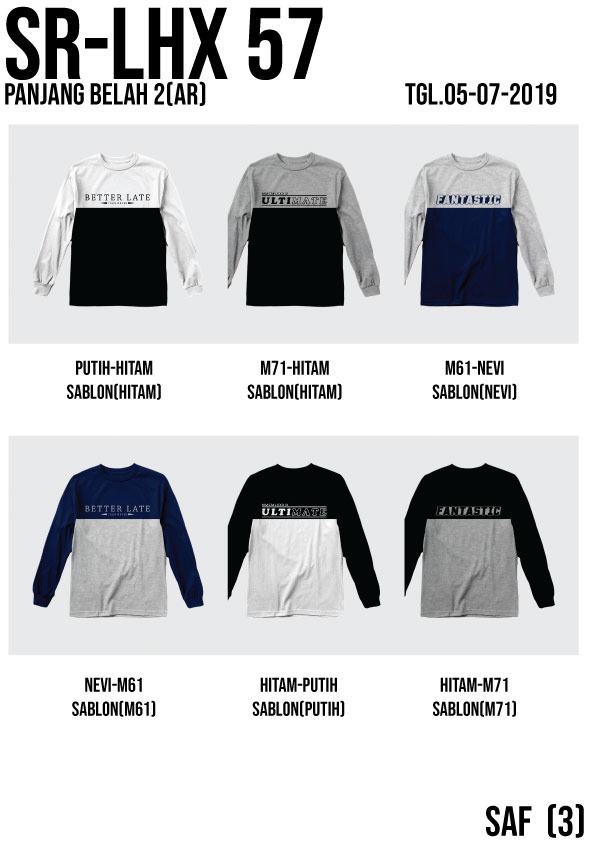 SR-LHX 57
PANJANG BELAH 2(AR)
TGL.05-07-2019
BETTER LATE
ULTIMATE
FANTASTIC
PUTIH-HITAM
SABLON(HITAM)
M71-HITAM
SABLON(HITAM)
M61-NEVI
SABLON(NEVI)
BETTER LATE
ULTIMATE
FANTASTIC
NEVI-M61
SABLON(M61)
HITAM-PUTIH
SABLON(PUTIH)
HITAM-M71
SABLON(M71)
SAF (3)